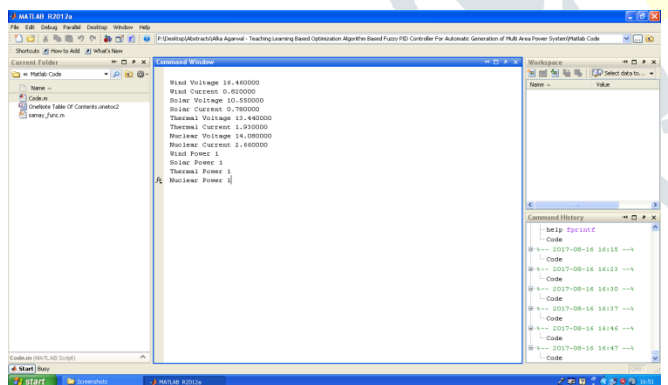 MATLAB R2012a
File Edit Debug Parallel Desktop Window Help
P:\Desktop\Abstracts\Alka Agarwal - Teaching Learning Based Optimization Algorithm Based Fuzzy PID Controller For Automatic Generation of Multi Area Power System\Matlab Code
Shortcuts How to Add What's New
Current Folder
« Matlab Code
Name
Code.m
OneNote Table Of Contents.onetoc2
samay_func.m
Code.m (MATLAB Script)
Command Window
Wind Voltage 16.460000
Wind Current 0.820000
Solar Voltage 10.550000
Solar Current 0.780000
Thermal Voltage 13.440000
Thermal Current 1.930000
Nuclear Voltage 14.080000
Nuclear Current 2.660000
Wind Power 1
Solar Power 1
Thermal Power 1
fx Nuclear Power 1
Workspace
Select data to...
Name Value
Command History
help fprintf
Code
%-- 2017-08-16 16:15 --%
Code
%-- 2017-08-16 16:23 --%
Code
%-- 2017-08-16 16:30 --%
Code
%-- 2017-08-16 16:37 --%
Code
%-- 2017-08-16 16:46 --%
Code
%-- 2017-08-16 16:47 --%
Code
Start Busy
start Screenshots MATLAB R2012a 16:51